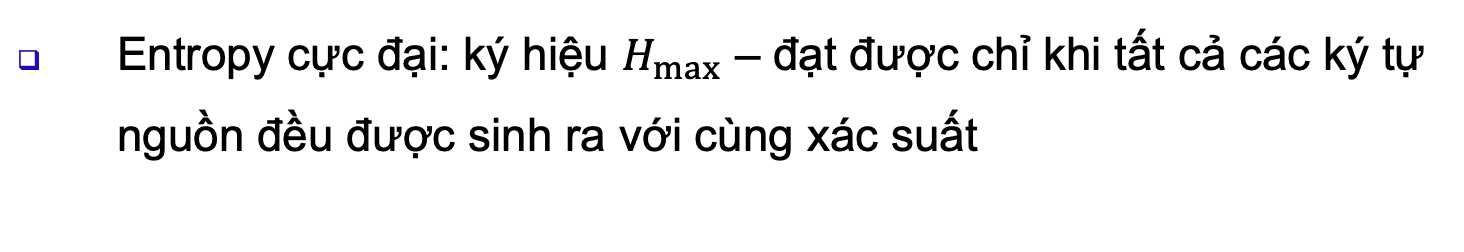 ❑ Entropy cực đại: ký hiệu H_max – đạt được chỉ khi tất cả các ký tự
nguồn đều được sinh ra với cùng xác suất